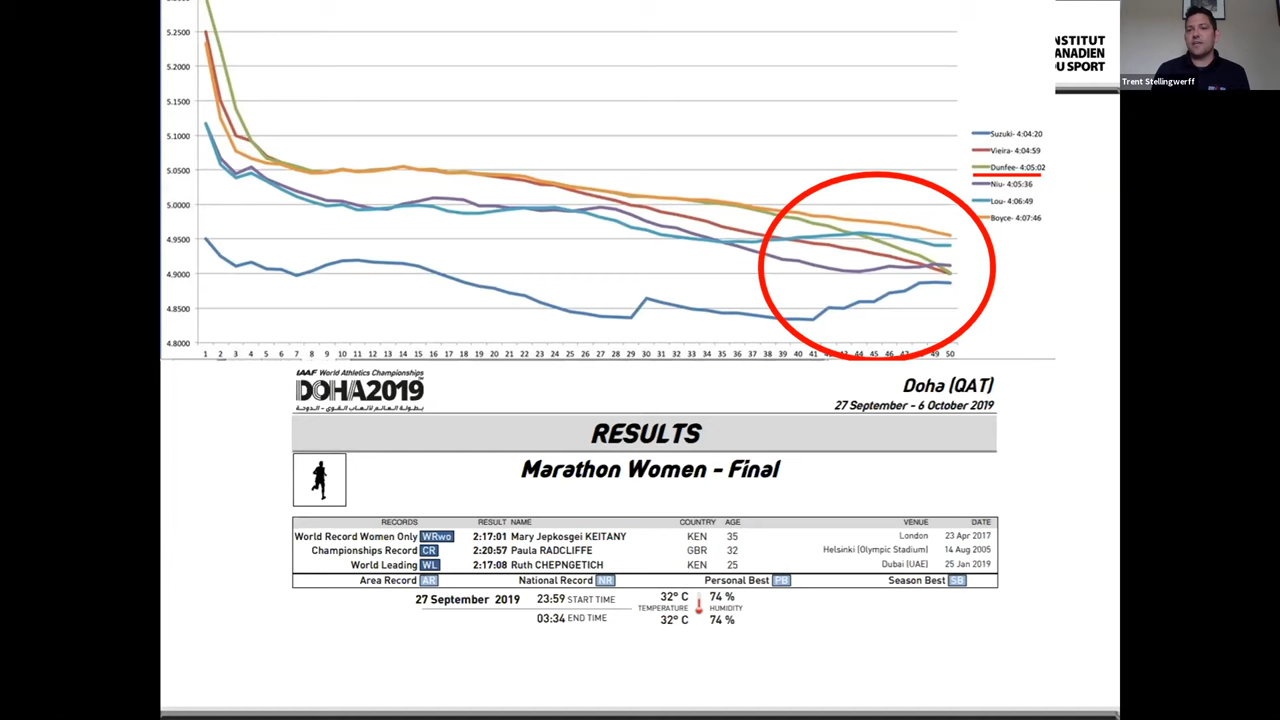 5.2500
5.2000
5.1500
5.1000
5.0500
5.0000
4.9500
4.9000
4.8500
4.8000
1 2 3 4 5 6 7 8 9 10 11 12 13 14 15 16 17 18 19 20 21 22 23 24 25 26 27 28 29 30 31 32 33 34 35 36 37 38 39 40 41 44 45 46 49 50
Suzuki- 4:04:20
Vieira- 4:04:59
Dunfee- 4:05:02
Niu- 4:05:36
Lou- 4:06:49
Boyce- 4:07:46
NSTITUT
ANADIEN
U SPORT
Trent Stellingwerff
IAAF World Athletics Championships
DOHA2019
بطولة العالم لألعاب القوى - الدوحة
Doha (QAT)
27 September - 6 October 2019
RESULTS
Marathon Women - Final
RECORDS RESULT NAME COUNTRY AGE VENUE DATE
World Record Women Only WRwo 2:17:01 Mary Jepkosgei KEITANY KEN 35 London 23 Apr 2017
Championships Record CR 2:20:57 Paula RADCLIFFE GBR 32 Helsinki (Olympic Stadium) 14 Aug 2005
World Leading WL 2:17:08 Ruth CHEPNGETICH KEN 25 Dubai (UAE) 25 Jan 2019
Area Record AR National Record NR Personal Best PB Season Best SB
27 September 2019 23:59 START TIME 32° C 74 %
TEMPERATURE HUMIDITY
03:34 END TIME 32° C 74 %